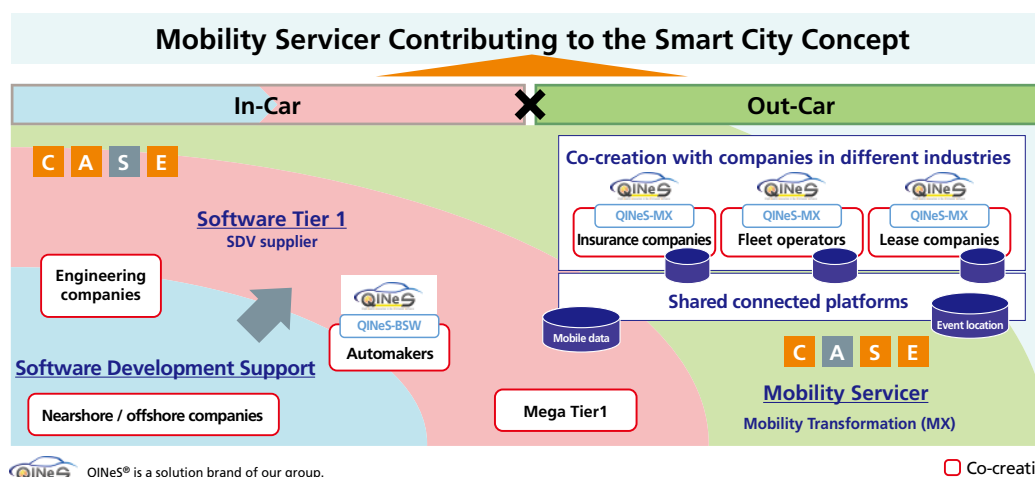 Mobility Servicer Contributing to the Smart City Concept
In-Car
Out-Car
C A S E
Software Tier 1
SDV supplier
Engineering
companies
QINeS
QINeS-BSW
Automakers
Software Development Support
Nearshore / offshore companies
Mega Tier1
Co-creation with companies in different industries
QINeS
QINeS-MX
Insurance companies
QINeS
QINeS-MX
Fleet operators
QINeS
QINeS-MX
Lease companies
Shared connected platforms
Mobile data
Event location
C A S E
Mobility Servicer
Mobility Transformation (MX)
QINeS
QINeS® is a solution brand of our group.
Co-creati